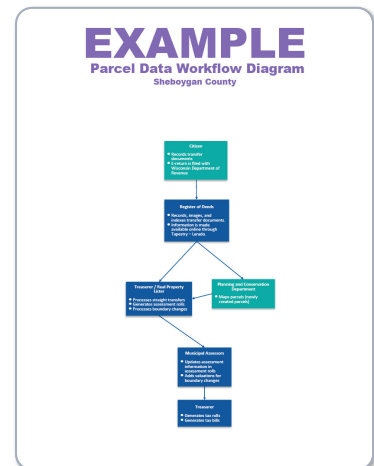 EXAMPLE
Parcel Data Workflow Diagram
Sheboygan County
Citizen
• Records transfer
documents
• E-return is filed with
Wisconsin Department of
Revenue
Register of Deeds
• Records, images, and
indexes transfer documents
• Information is made
available online through
Tapestry – Laredo.
Treasurer / Real Property
Lister
• Processes straight transfers
• Generates assessment rolls
• Processes boundary changes
Planning and Conservation
Department
• Maps parcels (newly
created parcels)
Municipal Assessors
• Updates assessment
information in
assessment rolls
• Adds valuations for
boundary changes
Treasurer
• Generates tax rolls
• Generates tax bills